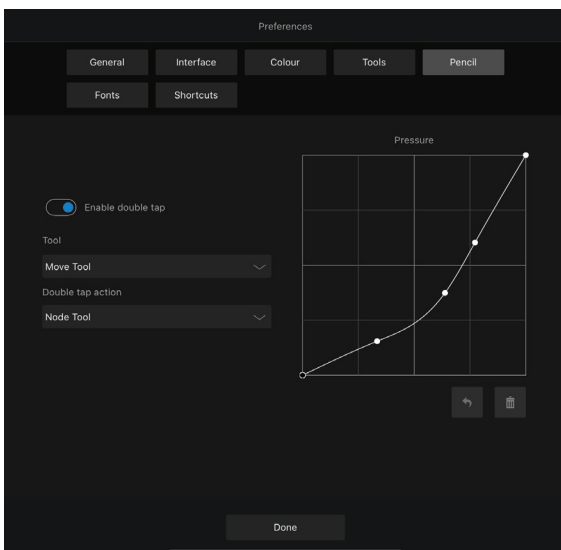 Preferences
General Interface Colour Tools Pencil
Fonts Shortcuts
Pressure
Enable double tap
Tool
Move Tool
Double tap action
Node Tool
Done